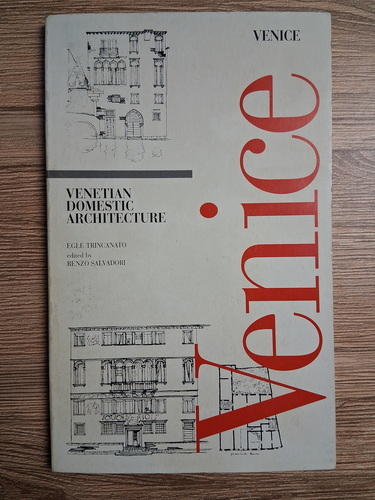 VENICE
Venice
VENETIAN
DOMESTIC
ARCHITECTURE
EGLE TRINCANATO
edited by
RENZO SALVADORI